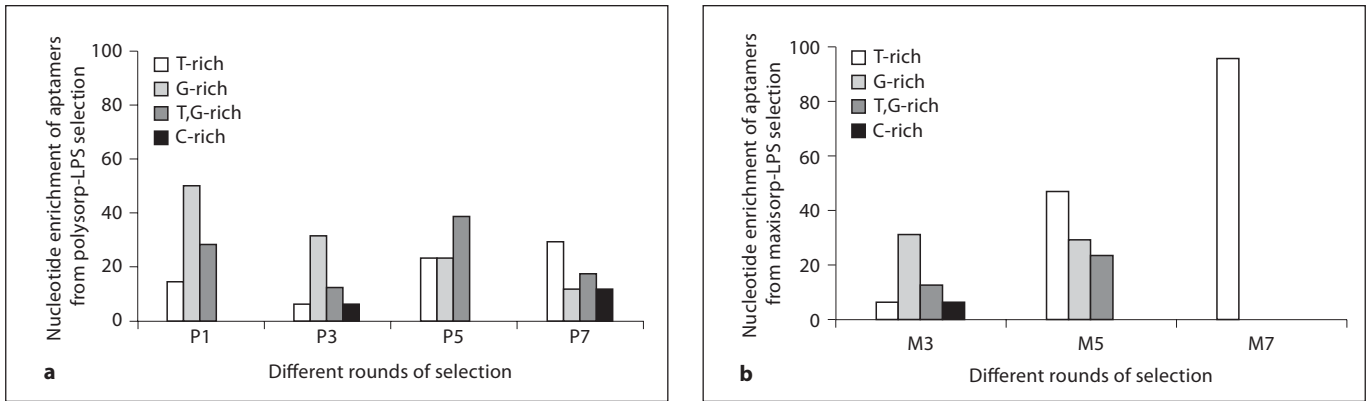 Nucleotide enrichment of aptamers
from polysorp-LPS selection
100
80
60
40
20
0
T-rich
G-rich
T,G-rich
C-rich
P1 P3 P5 P7
a Different rounds of selection
Nucleotide enrichment of aptamers
from maxisorp-LPS selection
100
80
60
40
20
0
T-rich
G-rich
T,G-rich
C-rich
M3 M5 M7
b Different rounds of selection